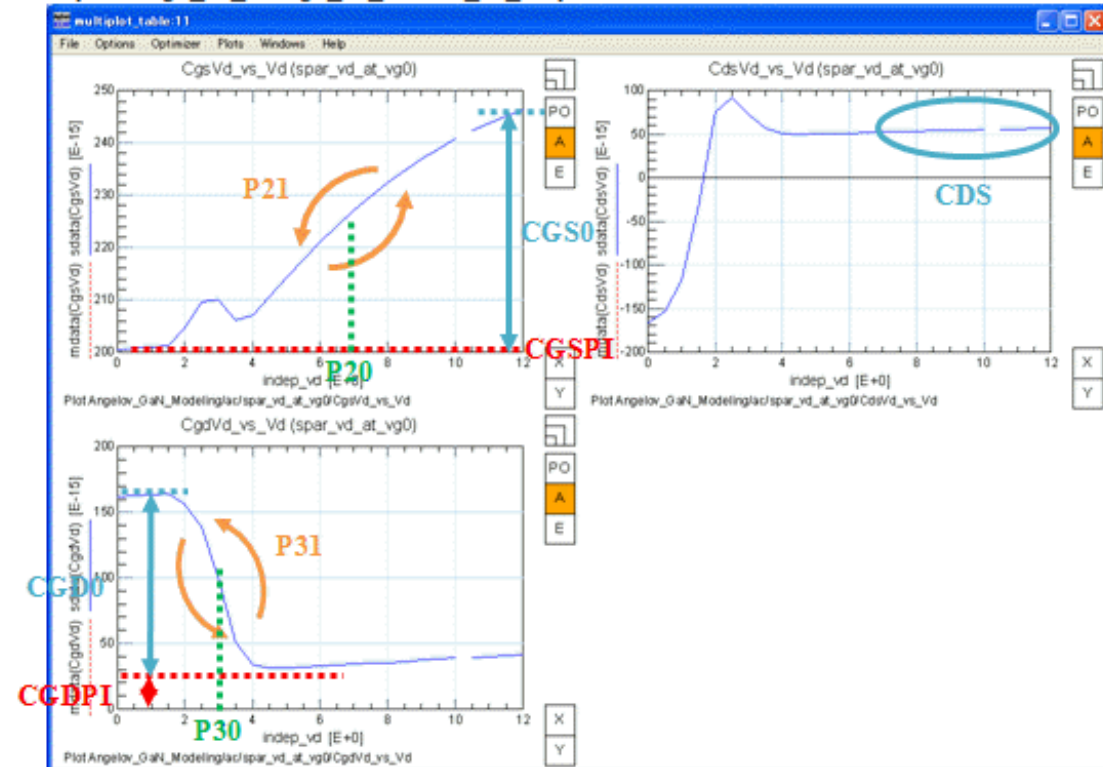 multiplot_table:11
File Options Optimizer Plots Windows Help
CgsVd_vs_Vd (spar_vd_at_vg0)
mdata(CgsVd) sdata(CgsVd) [E-15]
250
240
230
220
210
200
0 2 4 6 8 10 12
indep_vd [E+0]
Plot Angelov_GaN_Modeling/ac/spar_vd_at_vg0/CgsVd_vs_Vd
P21
P20
CGS0
CGSPI
PO
A
E
X
Y
CdsVd_vs_Vd (spar_vd_at_vg0)
mdata(CdsVd) sdata(CdsVd) [E-15]
100
50
0
-50
-100
-150
-200
0 2 4 6 8 10 12
indep_vd [E+0]
Plot Angelov_GaN_Modeling/ac/spar_vd_at_vg0/CdsVd_vs_Vd
CDS
PO
A
E
X
Y
CgdVd_vs_Vd (spar_vd_at_vg0)
mdata(CgdVd) sdata(CgdVd) [E-15]
200
150
100
50
0
0 2 4 6 8 10 12
indep_vd [E+0]
Plot Angelov_GaN_Modeling/ac/spar_vd_at_vg0/CgdVd_vs_Vd
P31
CGD0
CGDPI
P30
PO
A
E
X
Y